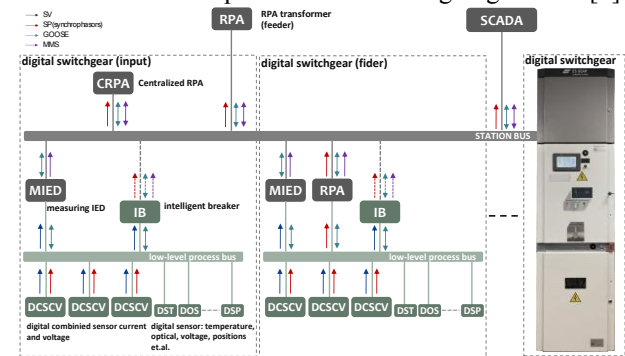 SV
SP(synchrophasors)
GOOSE
MMS
RPA
RPA transformer
(feeder)
SCADA
digital switchgear (input)
digital switchgear (fider)
digital switchgear
CRPA
Centralized RPA
STATION BUS
MIED
measuring IED
IB
intelligent breaker
MIED
RPA
IB
low-level process bus
low-level process bus
DCSCV
DCSCV
DCSCV
DST
DOS
DSP
DCSCV
DCSCV
DCSCV
DST
DOS
DSP
digital combinied sensor current
and voltage
digital sensor: temperature,
optical, voltage, positions
et.al.